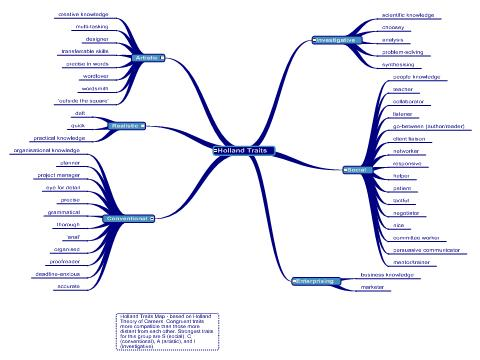 creative knowledge
multi-tasking
designer
transferable skills
precise in words
wordlover
wordsmith
'outside the square'
Artistic
deft
quick
practical knowledge
Realistic
organisational knowledge
planner
project manager
eye for detail
precise
grammatical
thorough
'anal'
organised
proofreader
deadline-anxious
accurate
Conventional
Holland Traits
scientific knowledge
choosey
analysis
problem-solving
synthesising
Investigative
people knowledge
teacher
collaborator
listener
go-between (author/reader)
client liaison
networker
responsive
helper
patient
tactful
negotiator
nice
committee worker
persuasive communicator
mentor/trainer
Social
business knowledge
marketer
Enterprising
Holland Traits Map - based on Holland
Theory of Careers. Congruent traits
more compatible than those more
distant from each other. Strongest traits
for this group are S (social), C
(conventional), A (artistic), and I
(investigative)